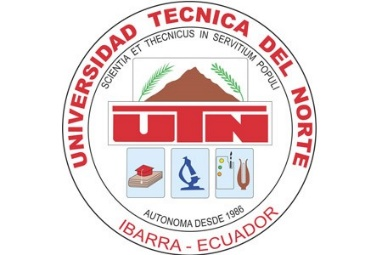 UNIVERSIDAD TECNICA DEL NORTE
SCIENTIA ET THECNICUS IN SERVITIUM POPULI
UTN
AUTONOMA DESDE 1986
IBARRA - ECUADOR